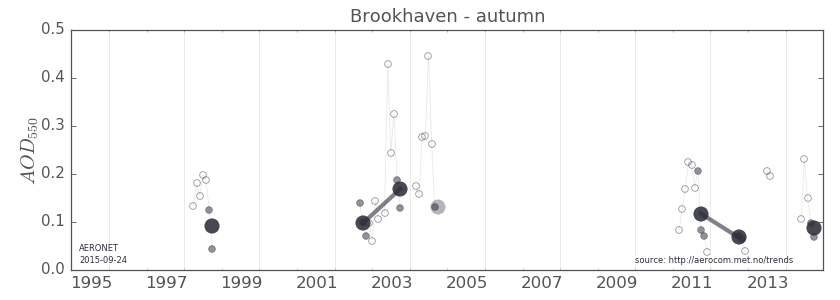 Brookhaven - autumn
0.5
0.4
0.3
0.2
0.1
0.0
AOD550
AERONET
2015-09-24
source: http://aerocom.met.no/trends
1995 1997 1999 2001 2003 2005 2007 2009 2011 2013